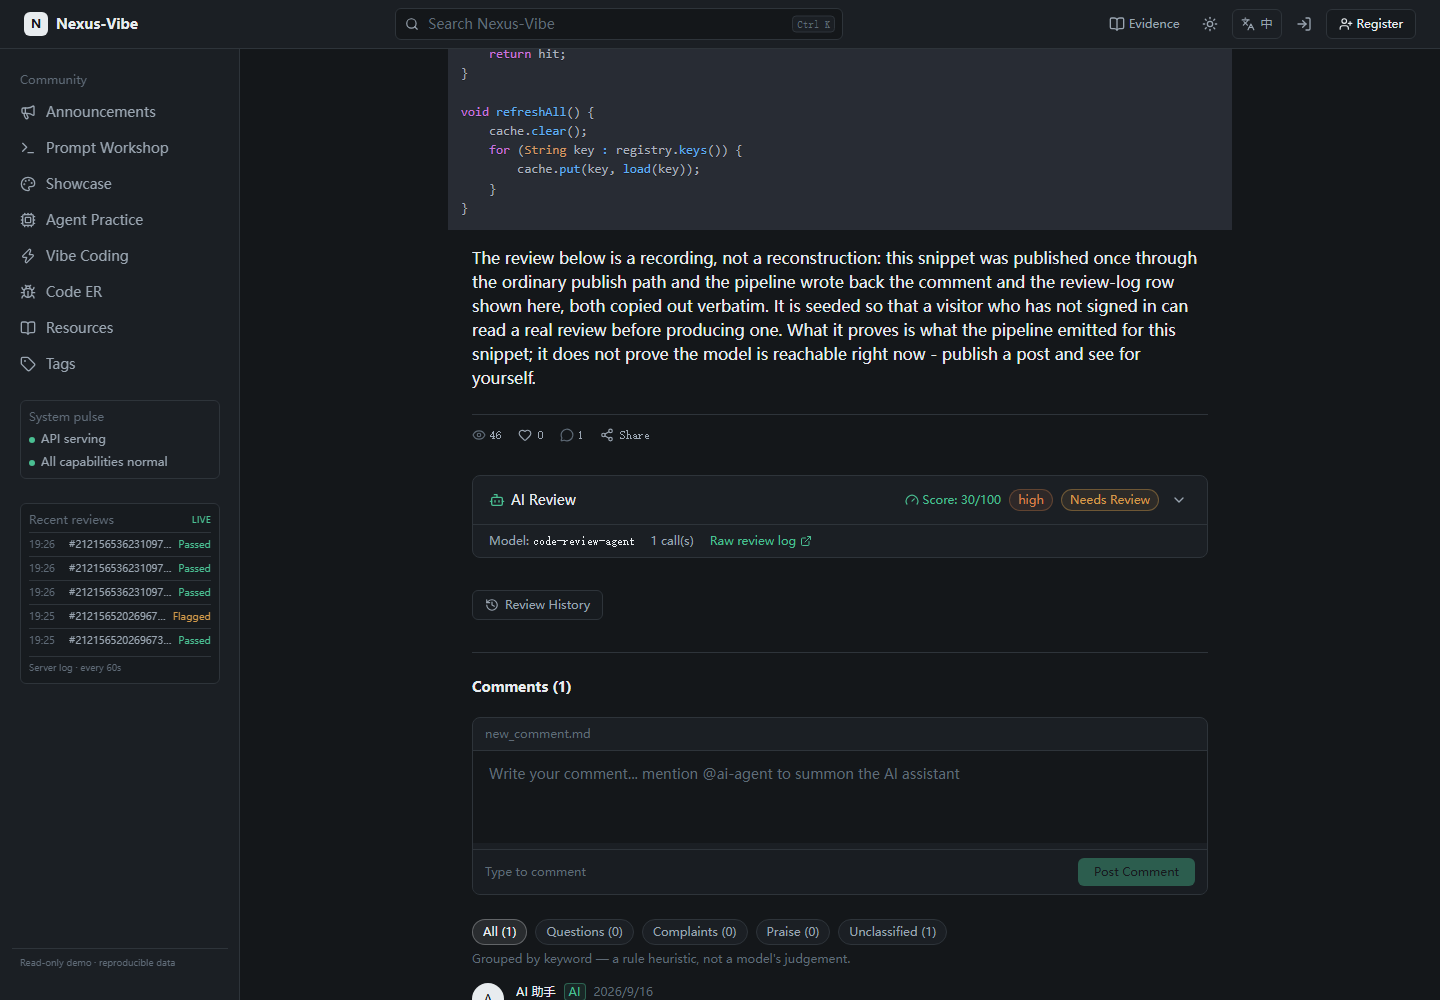 N Nexus-Vibe
Search Nexus-Vibe
Ctrl K
Evidence
中
Register
Community
Announcements
Prompt Workshop
Showcase
Agent Practice
Vibe Coding
Code ER
Resources
Tags
System pulse
API serving
All capabilities normal
Recent reviews LIVE
19:26 #212156536231097... Passed
19:26 #212156536231097... Passed
19:26 #212156536231097... Passed
19:25 #21215652026967... Flagged
19:25 #212156520269673... Passed
Server log · every 60s
Read-only demo · reproducible data
return hit;
}
void refreshAll() {
cache.clear();
for (String key : registry.keys()) {
cache.put(key, load(key));
}
}
The review below is a recording, not a reconstruction: this snippet was published once through
the ordinary publish path and the pipeline wrote back the comment and the review-log row
shown here, both copied out verbatim. It is seeded so that a visitor who has not signed in can
read a real review before producing one. What it proves is what the pipeline emitted for this
snippet; it does not prove the model is reachable right now - publish a post and see for
yourself.
46 0 1 Share
AI Review Score: 30/100 high Needs Review
Model: code-review-agent 1 call(s) Raw review log
Review History
Comments (1)
new_comment.md
Write your comment... mention @ai-agent to summon the AI assistant
Type to comment
Post Comment
All (1) Questions (0) Complaints (0) Praise (0) Unclassified (1)
Grouped by keyword — a rule heuristic, not a model's judgement.
A AI 助手 AI 2026/9/16